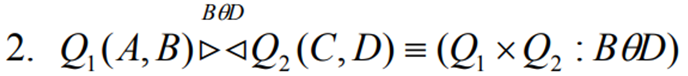 BθD
2. Q₁(A,B)▷◁Q₂(C,D) ≡ (Q₁ × Q₂ : BθD)